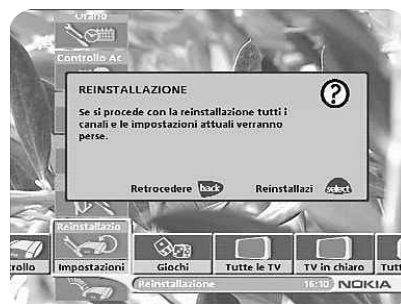 Orario
Controllo Ac
REINSTALLAZIONE
Se si procede con la reinstallazione tutti i
canali e le impostazioni attuali verranno
perse.
Retrocedere back Reinstallazi select
Reinstallazio
trollo Impostazioni Giochi Tutte le TV TV in chiaro Tutt
Reinstallazione 16:10 NOKIA